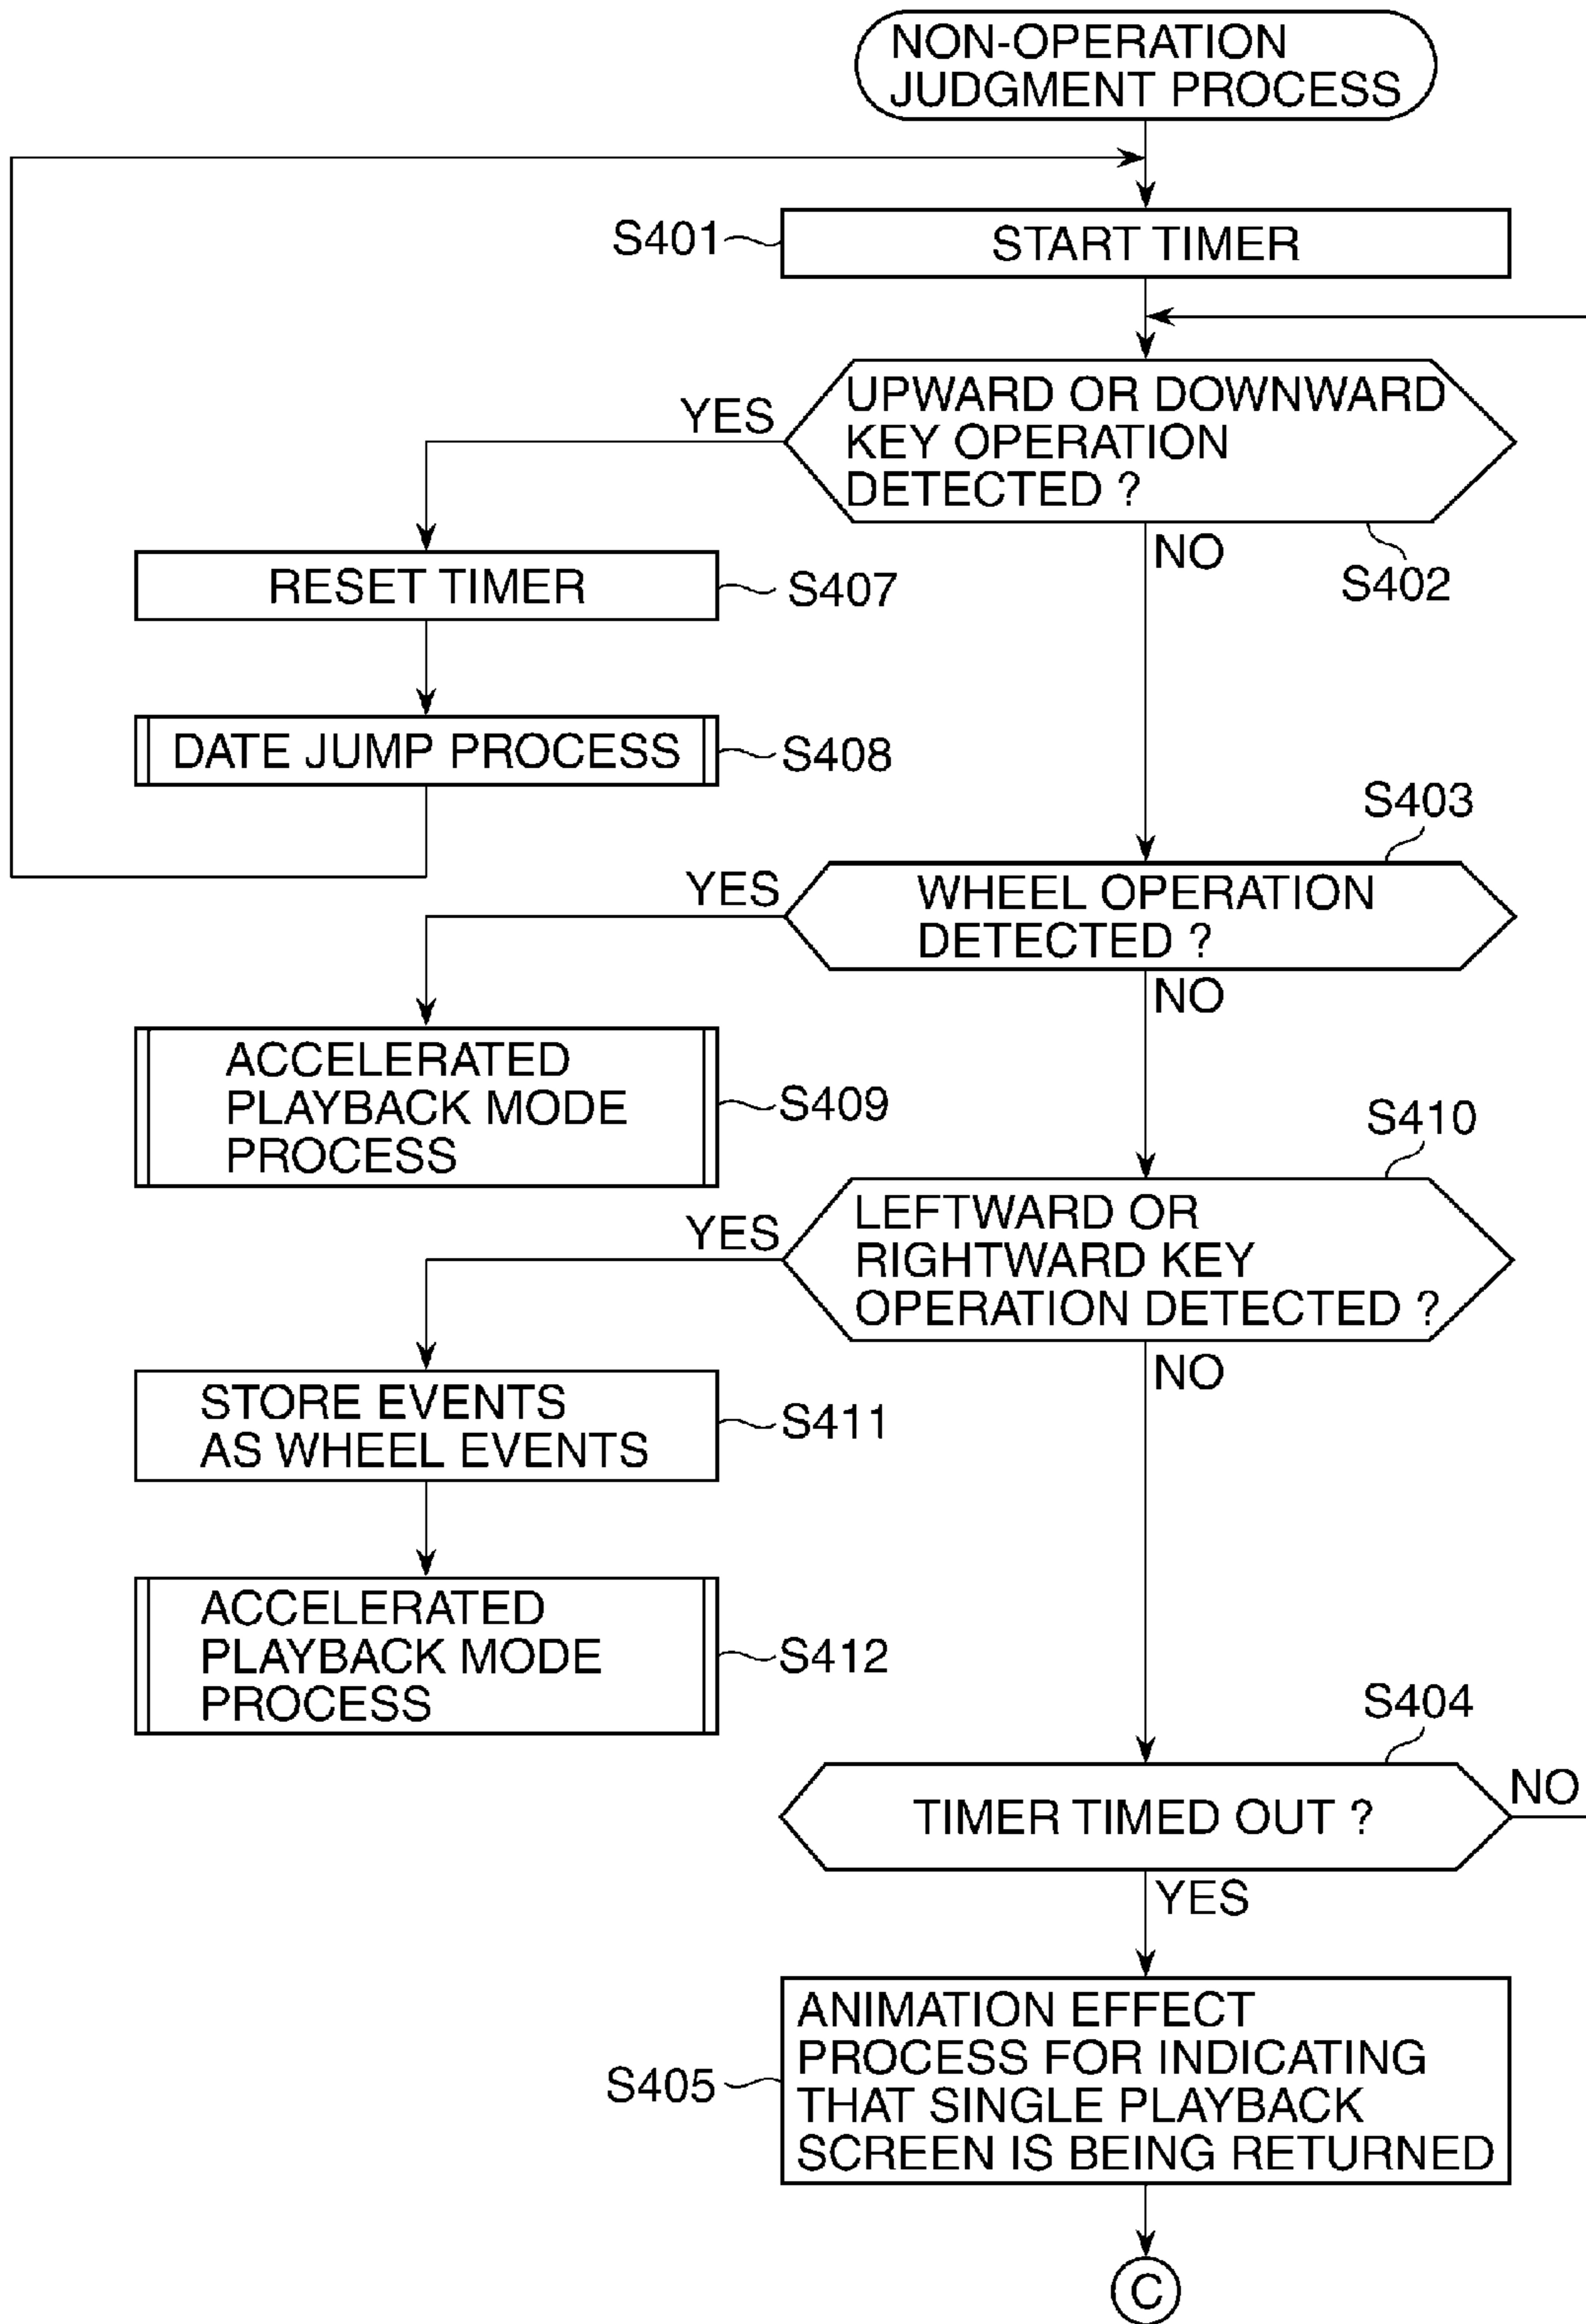 NON-OPERATION
JUDGMENT PROCESS
S401
START TIMER
YES
UPWARD OR DOWNWARD
KEY OPERATION
DETECTED ?
NO
S402
RESET TIMER
S407
DATE JUMP PROCESS
S408
S403
YES
WHEEL OPERATION
DETECTED ?
NO
ACCELERATED
PLAYBACK MODE
PROCESS
S409
S410
YES
LEFTWARD OR
RIGHTWARD KEY
OPERATION DETECTED ?
NO
STORE EVENTS
AS WHEEL EVENTS
S411
ACCELERATED
PLAYBACK MODE
PROCESS
S412
S404
TIMER TIMED OUT ?
NO
YES
S405
ANIMATION EFFECT
PROCESS FOR INDICATING
THAT SINGLE PLAYBACK
SCREEN IS BEING RETURNED
C